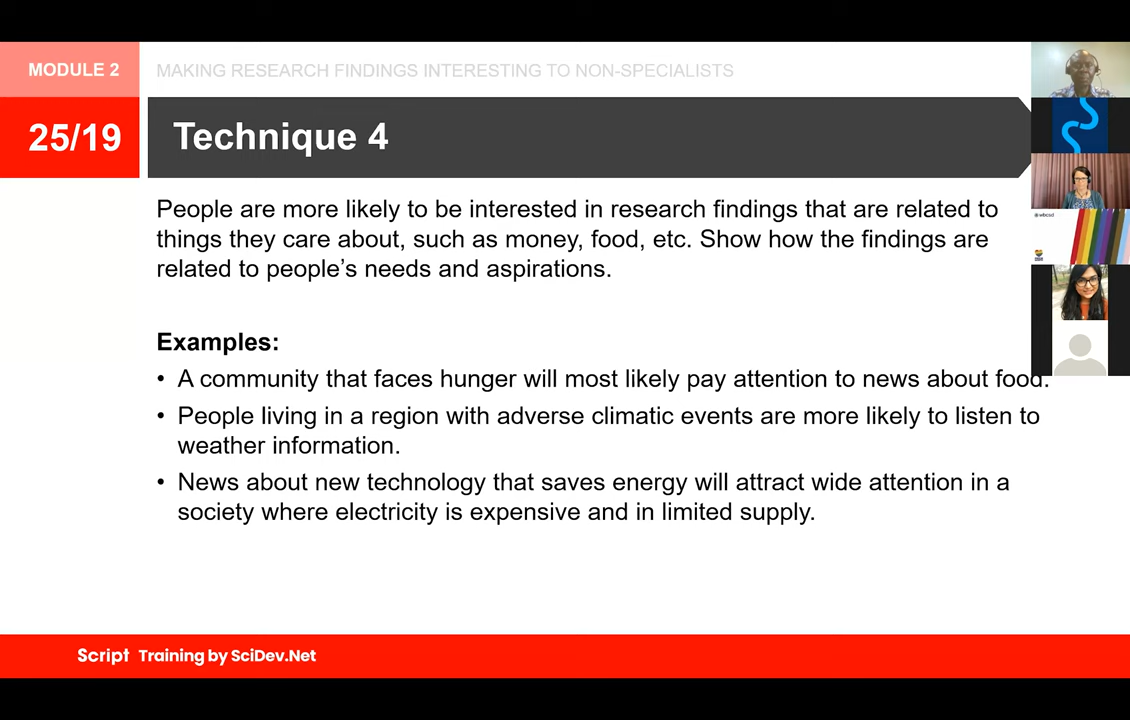 MODULE 2
MAKING RESEARCH FINDINGS INTERESTING TO NON-SPECIALISTS
25/19
Technique 4
People are more likely to be interested in research findings that are related to
things they care about, such as money, food, etc. Show how the findings are
related to people’s needs and aspirations.
Examples:
• A community that faces hunger will most likely pay attention to news about food.
• People living in a region with adverse climatic events are more likely to listen to
weather information.
• News about new technology that saves energy will attract wide attention in a
society where electricity is expensive and in limited supply.
Script Training by SciDev.Net
wbcsd